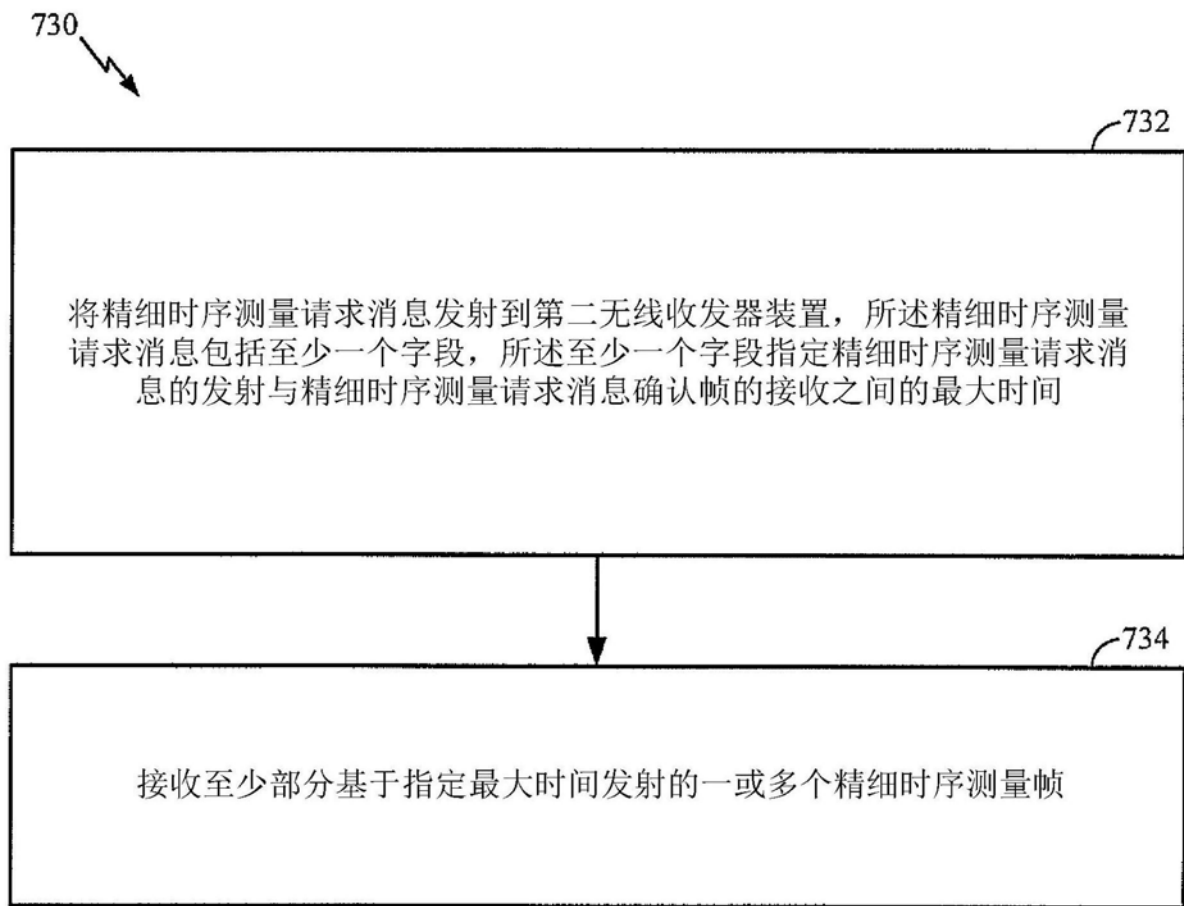 730
732
将精细时序测量请求消息发射到第二无线收发器装置，所述精细时序测量
请求消息包括至少一个字段，所述至少一个字段指定精细时序测量请求消
息的发射与精细时序测量请求消息确认帧的接收之间的最大时间
734
接收至少部分基于指定最大时间发射的一或多个精细时序测量帧